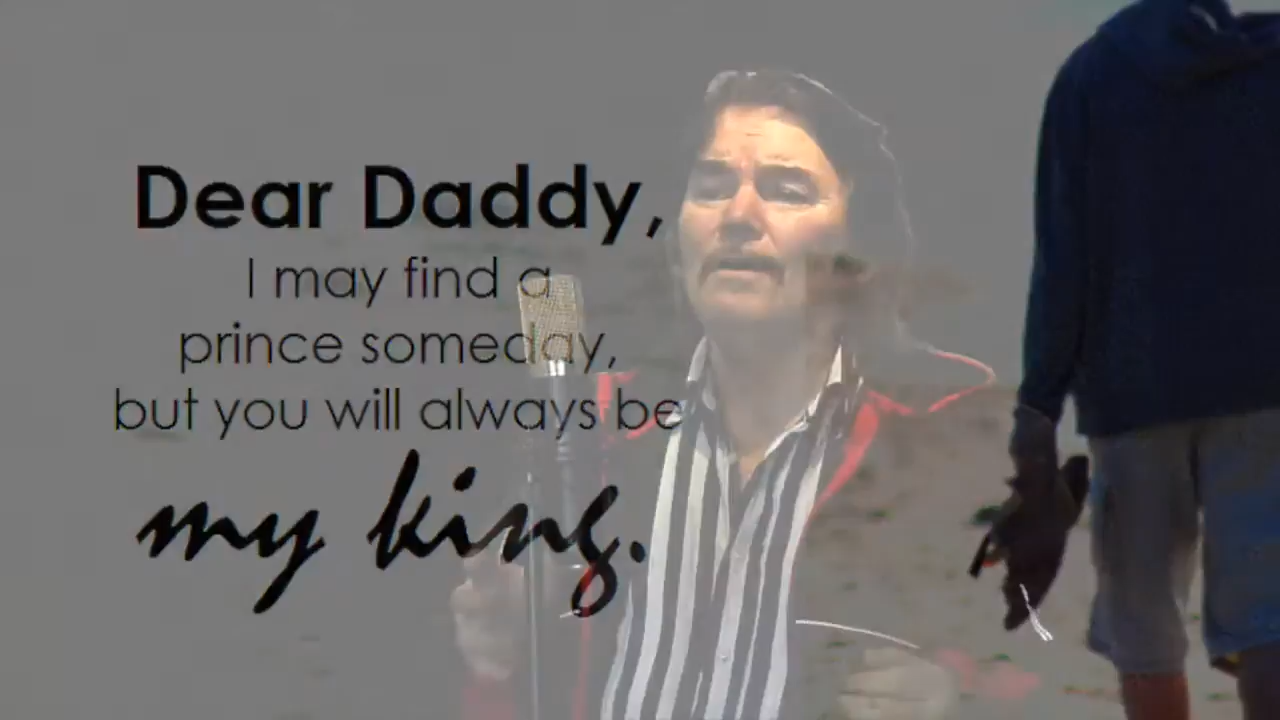 Dear Daddy,
I may find a
prince someday,
but you will always be
my king.